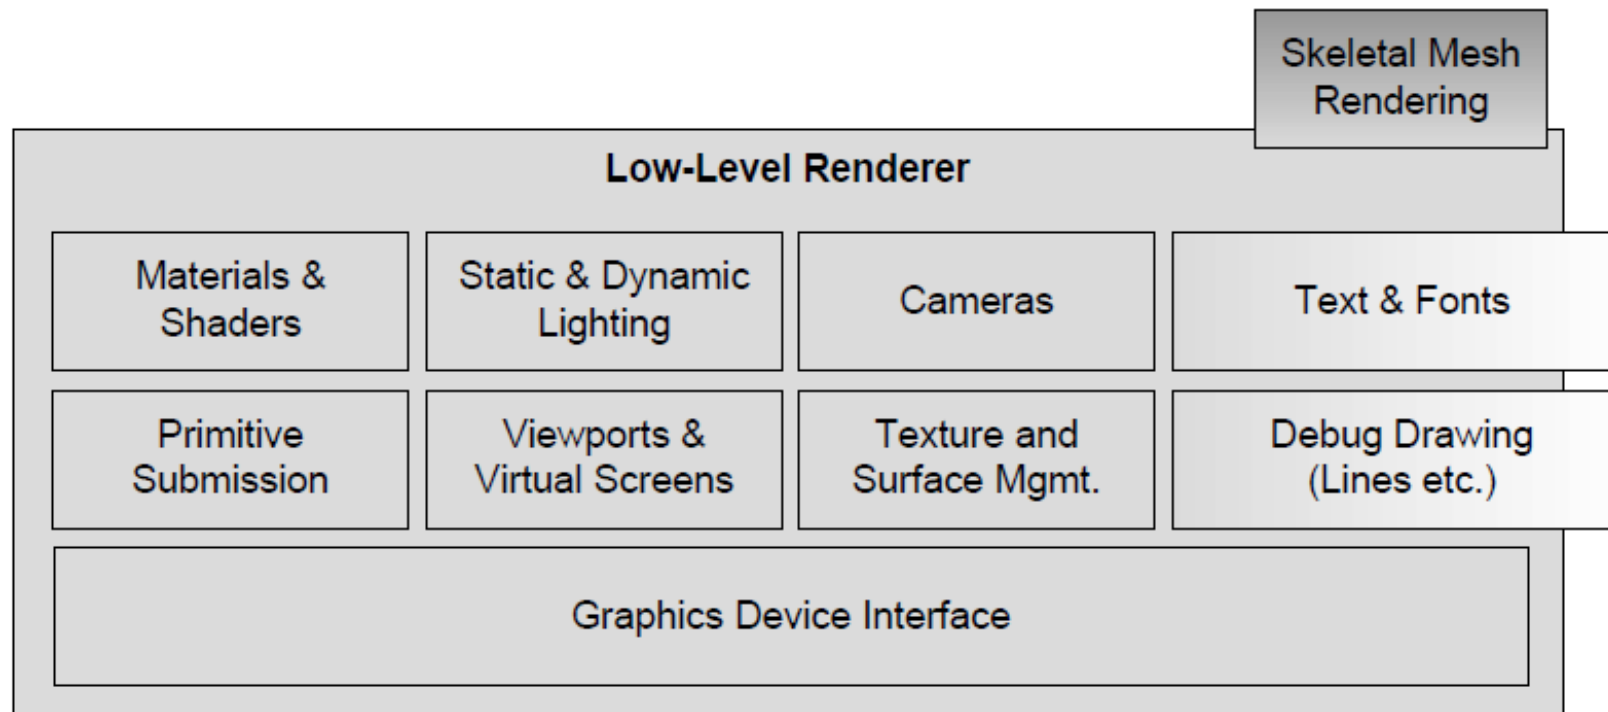 Skeletal Mesh
Rendering
Low-Level Renderer
Materials &
Shaders
Static & Dynamic
Lighting
Cameras
Text & Fonts
Primitive
Submission
Viewports &
Virtual Screens
Texture and
Surface Mgmt.
Debug Drawing
(Lines etc.)
Graphics Device Interface